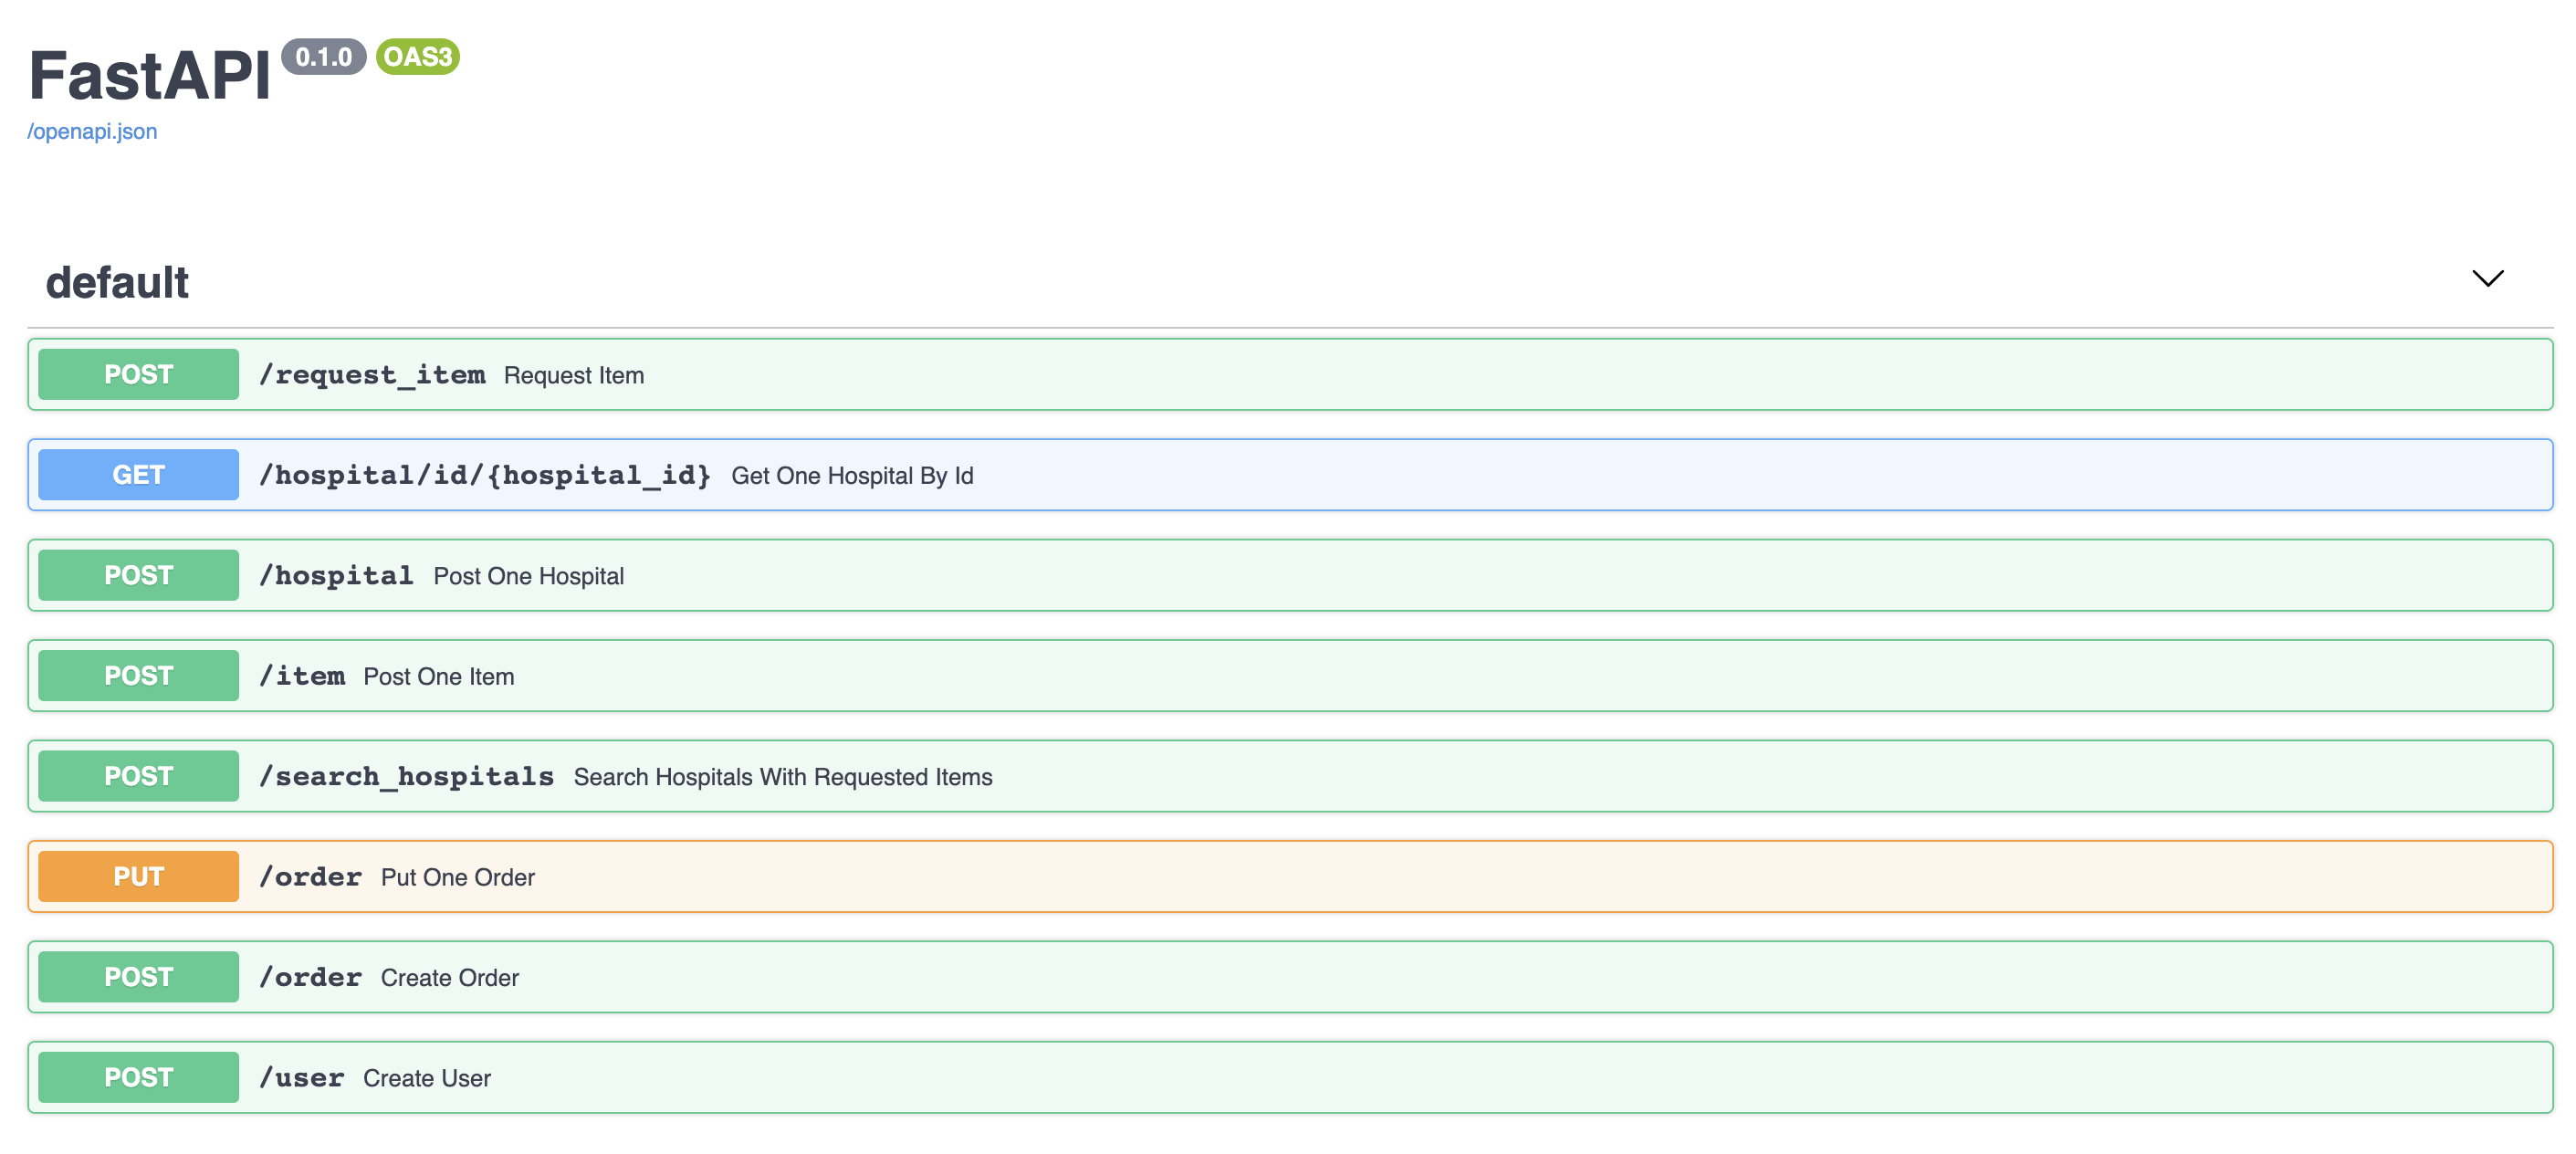 FastAPI 0.1.0 OAS3
/openapi.json
default
POST /request_item Request Item
GET /hospital/id/{hospital_id} Get One Hospital By Id
POST /hospital Post One Hospital
POST /item Post One Item
POST /search_hospitals Search Hospitals With Requested Items
PUT /order Put One Order
POST /order Create Order
POST /user Create User